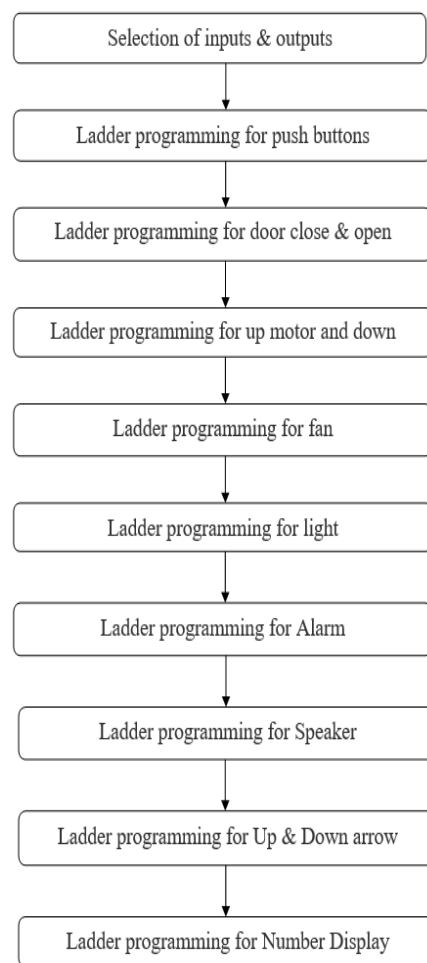 Selection of inputs & outputs
Ladder programming for push buttons
Ladder programming for door close & open
Ladder programming for up motor and down
Ladder programming for fan
Ladder programming for light
Ladder programming for Alarm
Ladder programming for Speaker
Ladder programming for Up & Down arrow
Ladder programming for Number Display